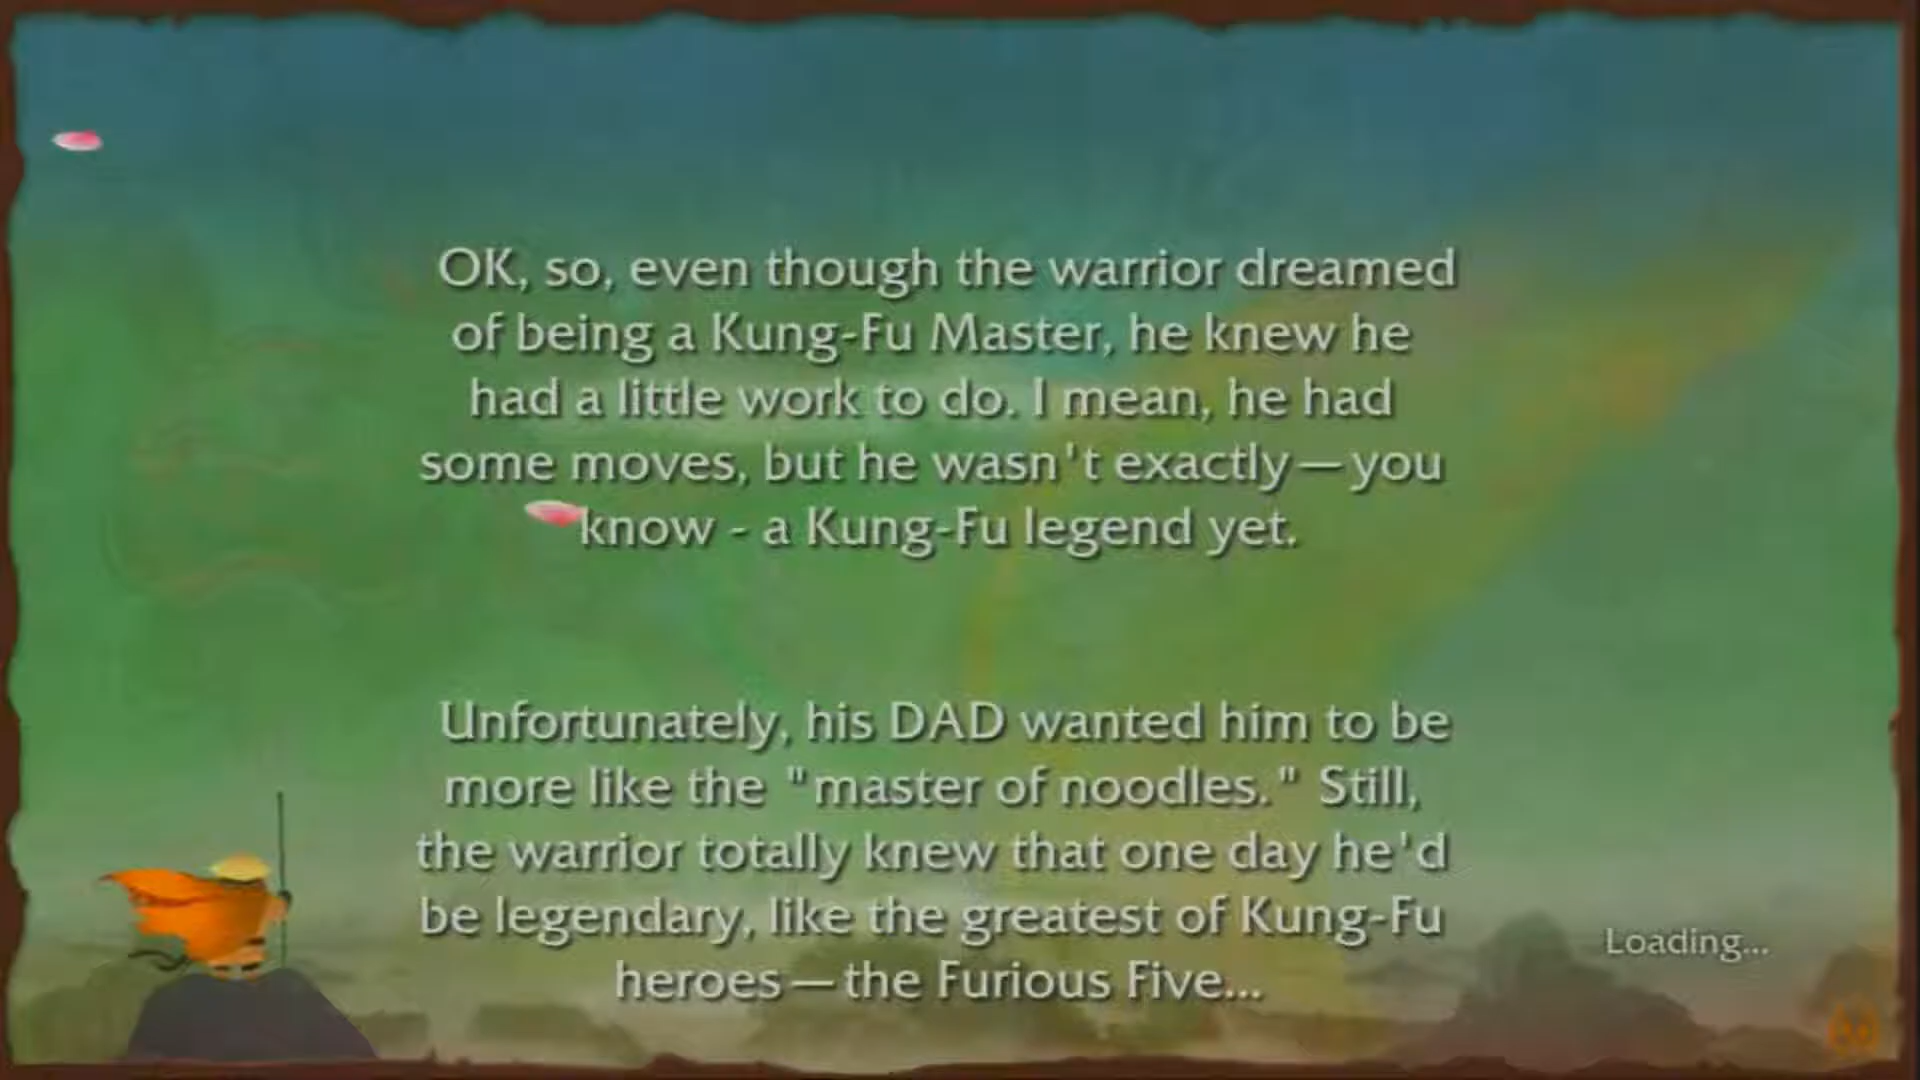 OK, so, even though the warrior dreamed
of being a Kung-Fu Master, he knew he
had a little work to do. I mean, he had
some moves, but he wasn't exactly—you
know - a Kung-Fu legend yet.
Unfortunately, his DAD wanted him to be
more like the "master of noodles." Still,
the warrior totally knew that one day he'd
be legendary, like the greatest of Kung-Fu
heroes—the Furious Five...
Loading...